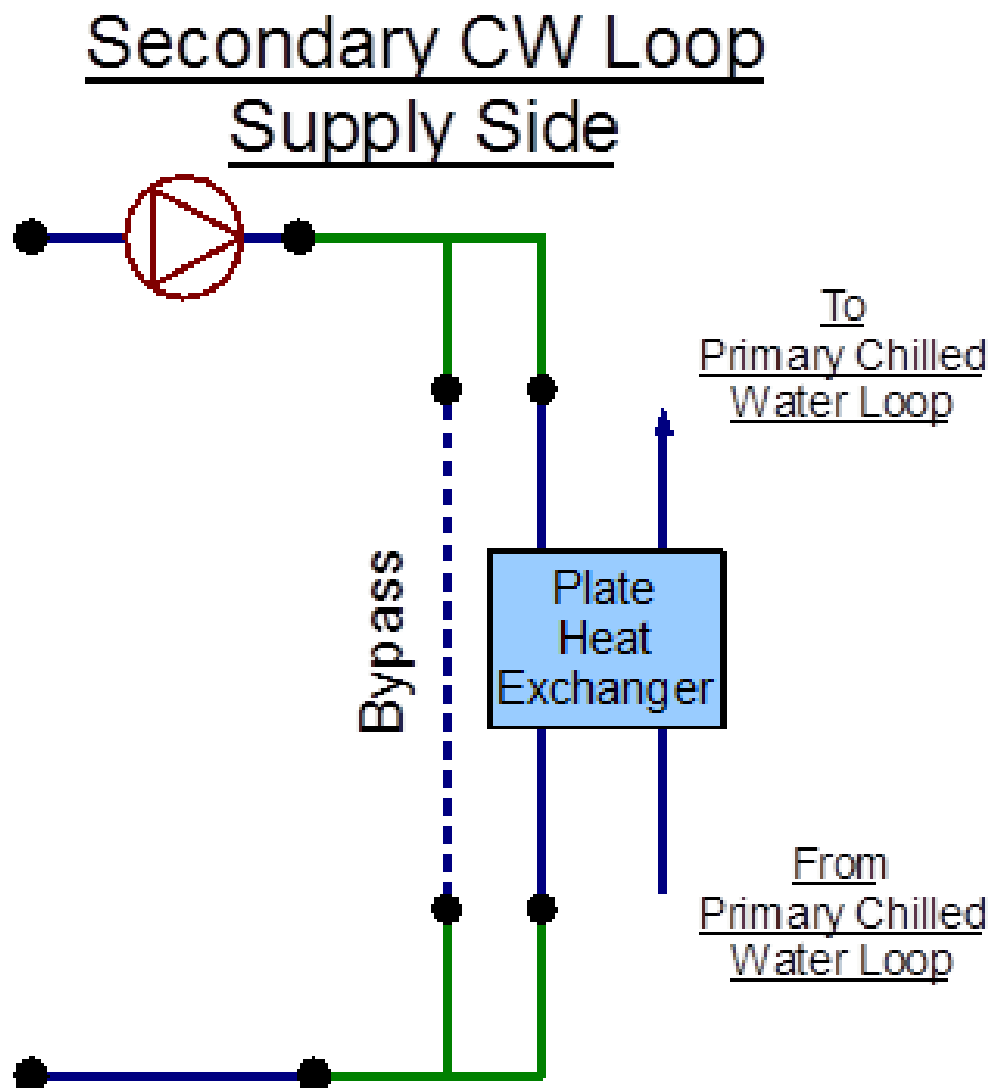 Secondary CW Loop
Supply Side
To
Primary Chilled
Water Loop
Bypass
Plate
Heat
Exchanger
From
Primary Chilled
Water Loop